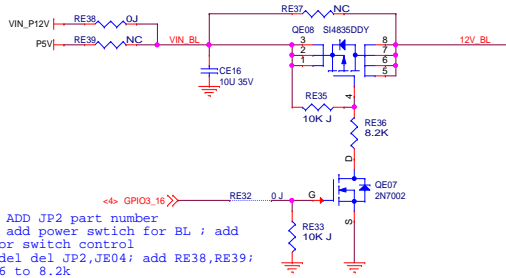 RE37 NC
VIN_P12V RE38 0J
P5V RE39 NC
VIN_BL
QE08 SI4835DDY
3 2 1
8 7 6 5
12V_BL
CE16
10U 35V
4
RE35
10K J
RE36
8.2K
D
QE07
2N7002
<4> GPIO3_16 RE32 0 J G
S
RE33
10K J
ADD JP2 part number
add power swtich for BL ; add
or switch control
del del JP2,JE04; add RE38,RE39;
6 to 8.2k